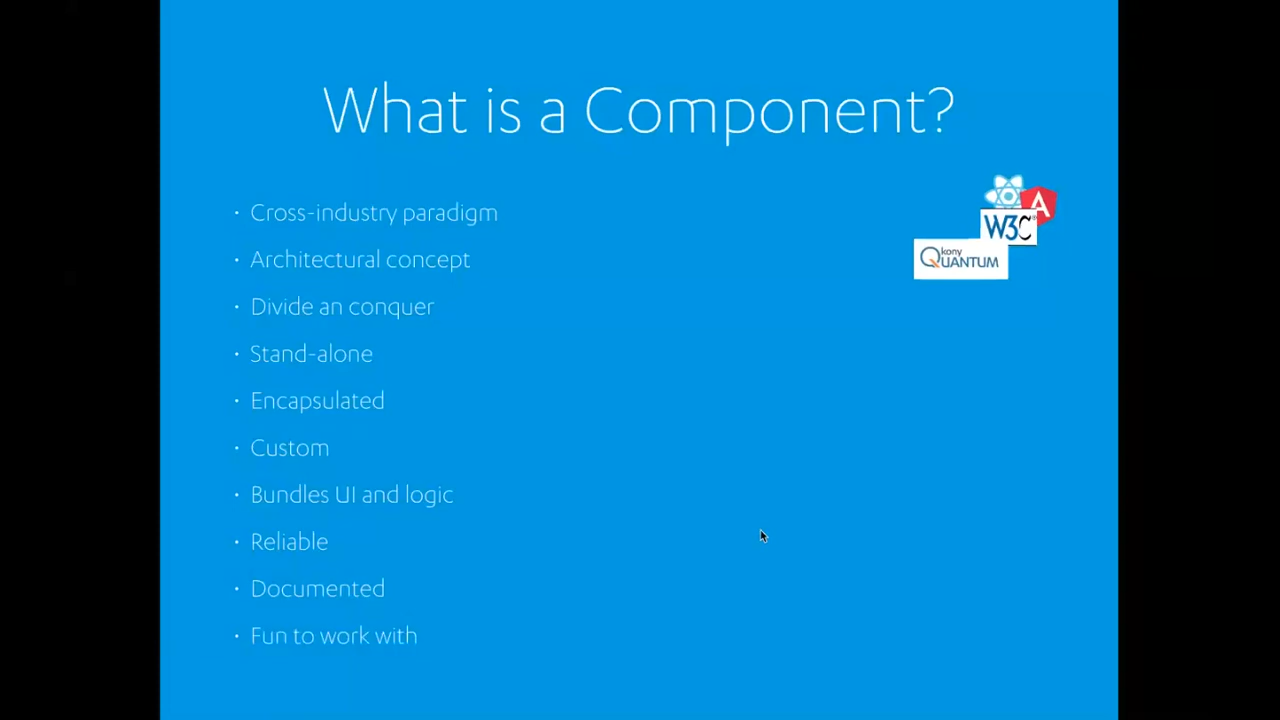 What is a Component?
· Cross-industry paradigm
· Architectural concept
· Divide an conquer
· Stand-alone
· Encapsulated
· Custom
· Bundles UI and logic
· Reliable
· Documented
· Fun to work with
A
W3C®
kony
QUANTUM